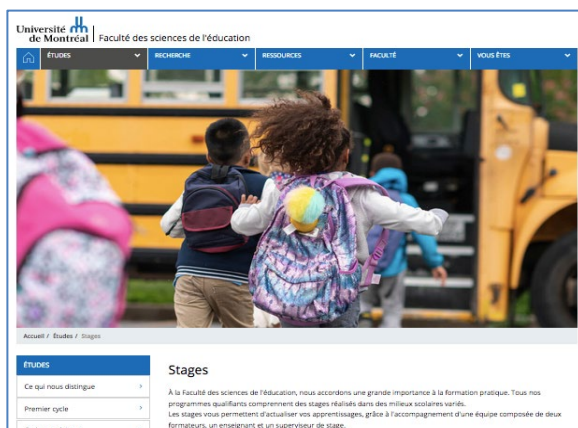 Université
de Montréal
Faculté des sciences de l'éducation
ÉTUDES
RECHERCHE
RESSOURCES
FACULTÉ
VOUS ÊTES
Accueil / Études / Stages
ÉTUDES
Ce qui nous distingue
Premier cycle
Stages
À la Faculté des sciences de l'éducation, nous accordons une grande importance à la formation pratique. Tous nos
programmes qualifiants comprennent des stages réalisés dans des milieux scolaires variés.
Les stages vous permettent d'actualiser vos apprentissages, grâce à l'accompagnement d'une équipe composée de deux
formateurs, un enseignant et un superviseur de stage.